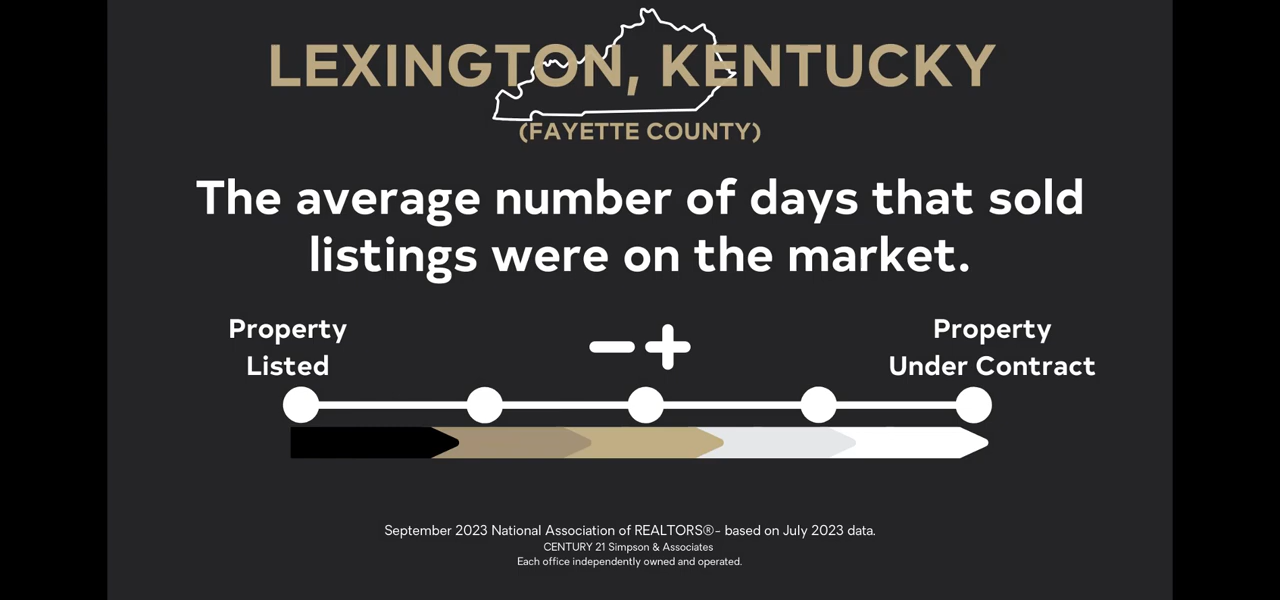 LEXINGTON, KENTUCKY
(FAYETTE COUNTY)
The average number of days that sold
listings were on the market.
Property
Listed
− +
Property
Under Contract
September 2023 National Association of REALTORS®- based on July 2023 data.
CENTURY 21 Simpson & Associates
Each office independently owned and operated.